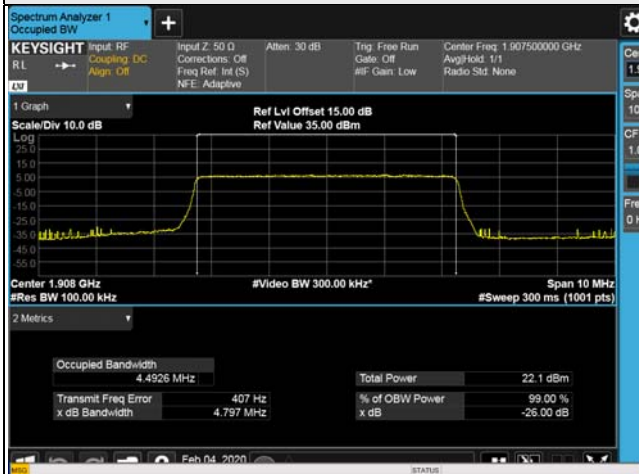 Spectrum Analyzer 1
Occupied BW
+
KEYSIGHT Input: RF Input Z: 50 Ω Atten: 30 dB Trig: Free Run Center Freq: 1.907500000 GHz
RL Coupling: DC Corrections: Off Gate: Off Avg|Hold: 1/1
Align: Off Freq Ref: Int (S) #IF Gain: Low Radio Std: None
LXI NFE: Adaptive
1 Graph
Ref Lvl Offset 15.00 dB
Scale/Div 10.0 dB Ref Value 35.00 dBm
Log
25.0
15.0
5.00
-5.00
-15.0
-25.0
-35.0
-45.0
-55.0
Center 1.908 GHz #Video BW 300.00 kHz* Span 10 MHz
#Res BW 100.00 kHz #Sweep 300 ms (1001 pts)
2 Metrics
Occupied Bandwidth
4.4926 MHz Total Power 22.1 dBm
Transmit Freq Error 407 Hz % of OBW Power 99.00 %
x dB Bandwidth 4.797 MHz x dB -26.00 dB
Feb 04, 2020
MSG STATUS